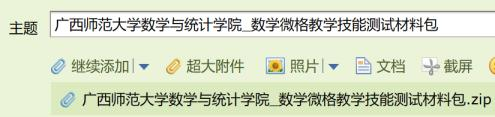 主题 广西师范大学数学与统计学院_数学微格教学技能测试材料包
继续添加 超大附件 照片 文档 截屏
广西师范大学数学与统计学院_数学微格教学技能测试材料包.zip